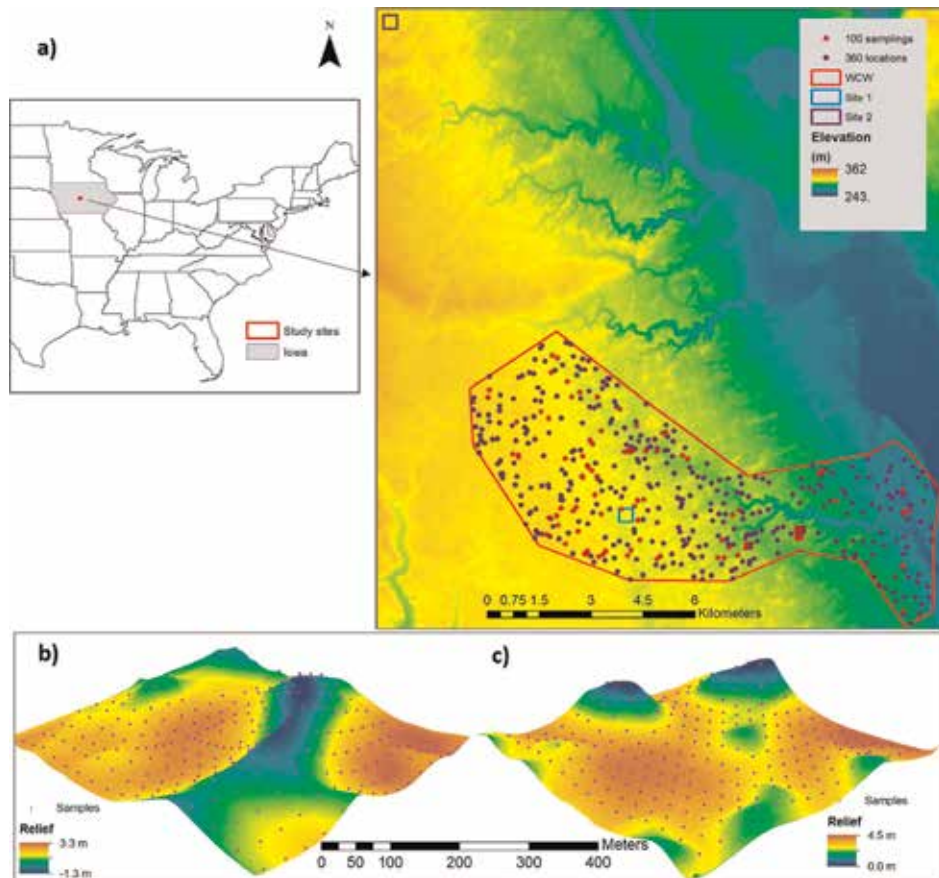 a)
N
Study sites
Iowa
100 samplings
360 locations
WCW
Site 1
Site 2
Elevation
(m)
362
243.
0 0.75 1.5 3 4.5 6
Kilometers
b)
Samples
Relief
3.3 m
-1.3 m
Meters
0 25 50 100 200 300 400
c)
Samples
Relief
4.5 m
0.0 m